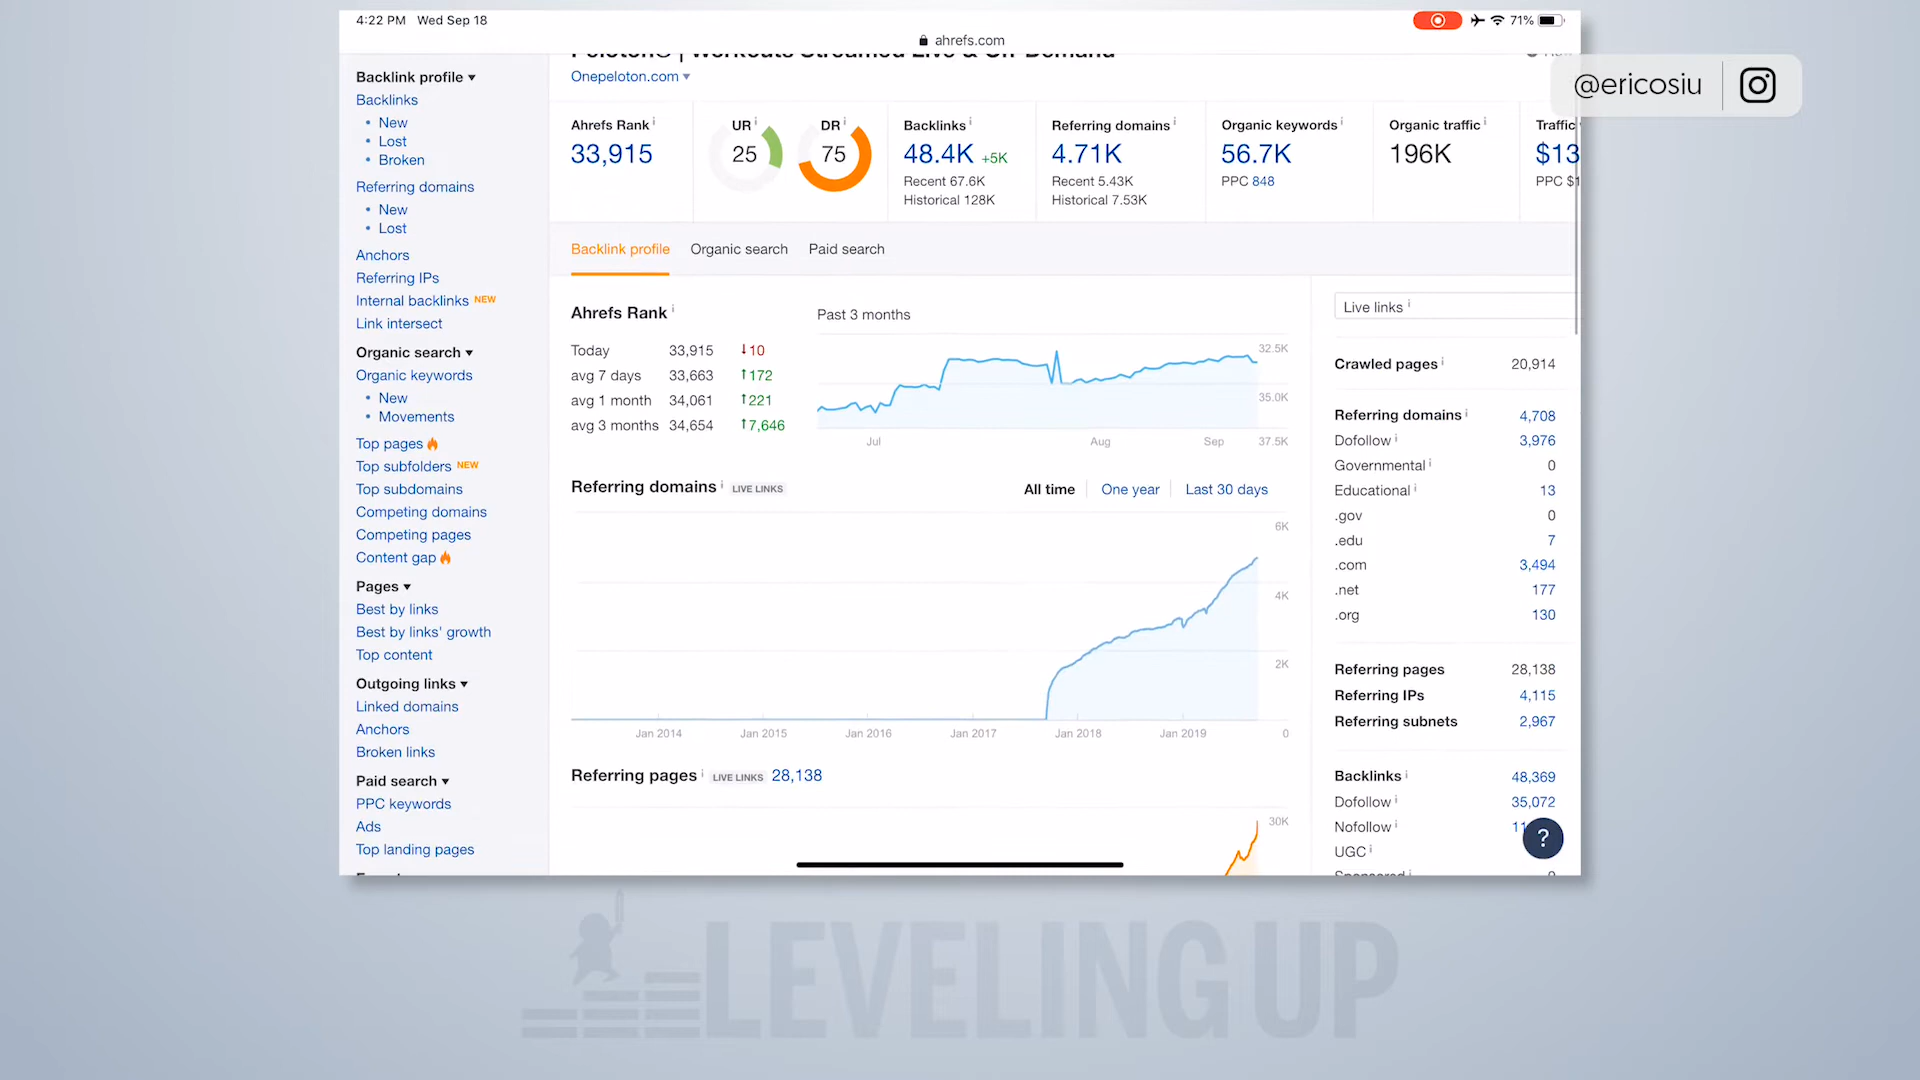 4:22 PM Wed Sep 18
71%
ahrefs.com
Peloton® | Workouts Streamed Live & On-Demand
Onepeloton.com
@ericosiu
Backlink profile
Backlinks
New
Lost
Broken
Referring domains
New
Lost
Anchors
Referring IPs
Internal backlinks NEW
Link intersect
Organic search
Organic keywords
New
Movements
Top pages
Top subfolders NEW
Top subdomains
Competing domains
Competing pages
Content gap
Pages
Best by links
Best by links' growth
Top content
Outgoing links
Linked domains
Anchors
Broken links
Paid search
PPC keywords
Ads
Top landing pages
Ahrefs Rank
33,915
UR
25
DR
75
Backlinks
48.4K +5K
Recent 67.6K
Historical 128K
Referring domains
4.71K
Recent 5.43K
Historical 7.53K
Organic keywords
56.7K
PPC 848
Organic traffic
196K
Traffic
$13
PPC $1
Backlink profile Organic search Paid search
Ahrefs Rank
Today 33,915 ↓10
avg 7 days 33,663 ↑172
avg 1 month 34,061 ↑221
avg 3 months 34,654 ↑7,646
Past 3 months
32.5K
35.0K
37.5K
Jul Aug Sep
Referring domains LIVE LINKS
All time One year Last 30 days
6K
4K
2K
0
Jan 2014 Jan 2015 Jan 2016 Jan 2017 Jan 2018 Jan 2019
Referring pages LIVE LINKS 28,138
30K
Live links
Crawled pages 20,914
Referring domains 4,708
Dofollow 3,976
Governmental 0
Educational 13
.gov 0
.edu 7
.com 3,494
.net 177
.org 130
Referring pages 28,138
Referring IPs 4,115
Referring subnets 2,967
Backlinks 48,369
Dofollow 35,072
Nofollow 11
UGC
Sponsored 0
?
LEVELING UP